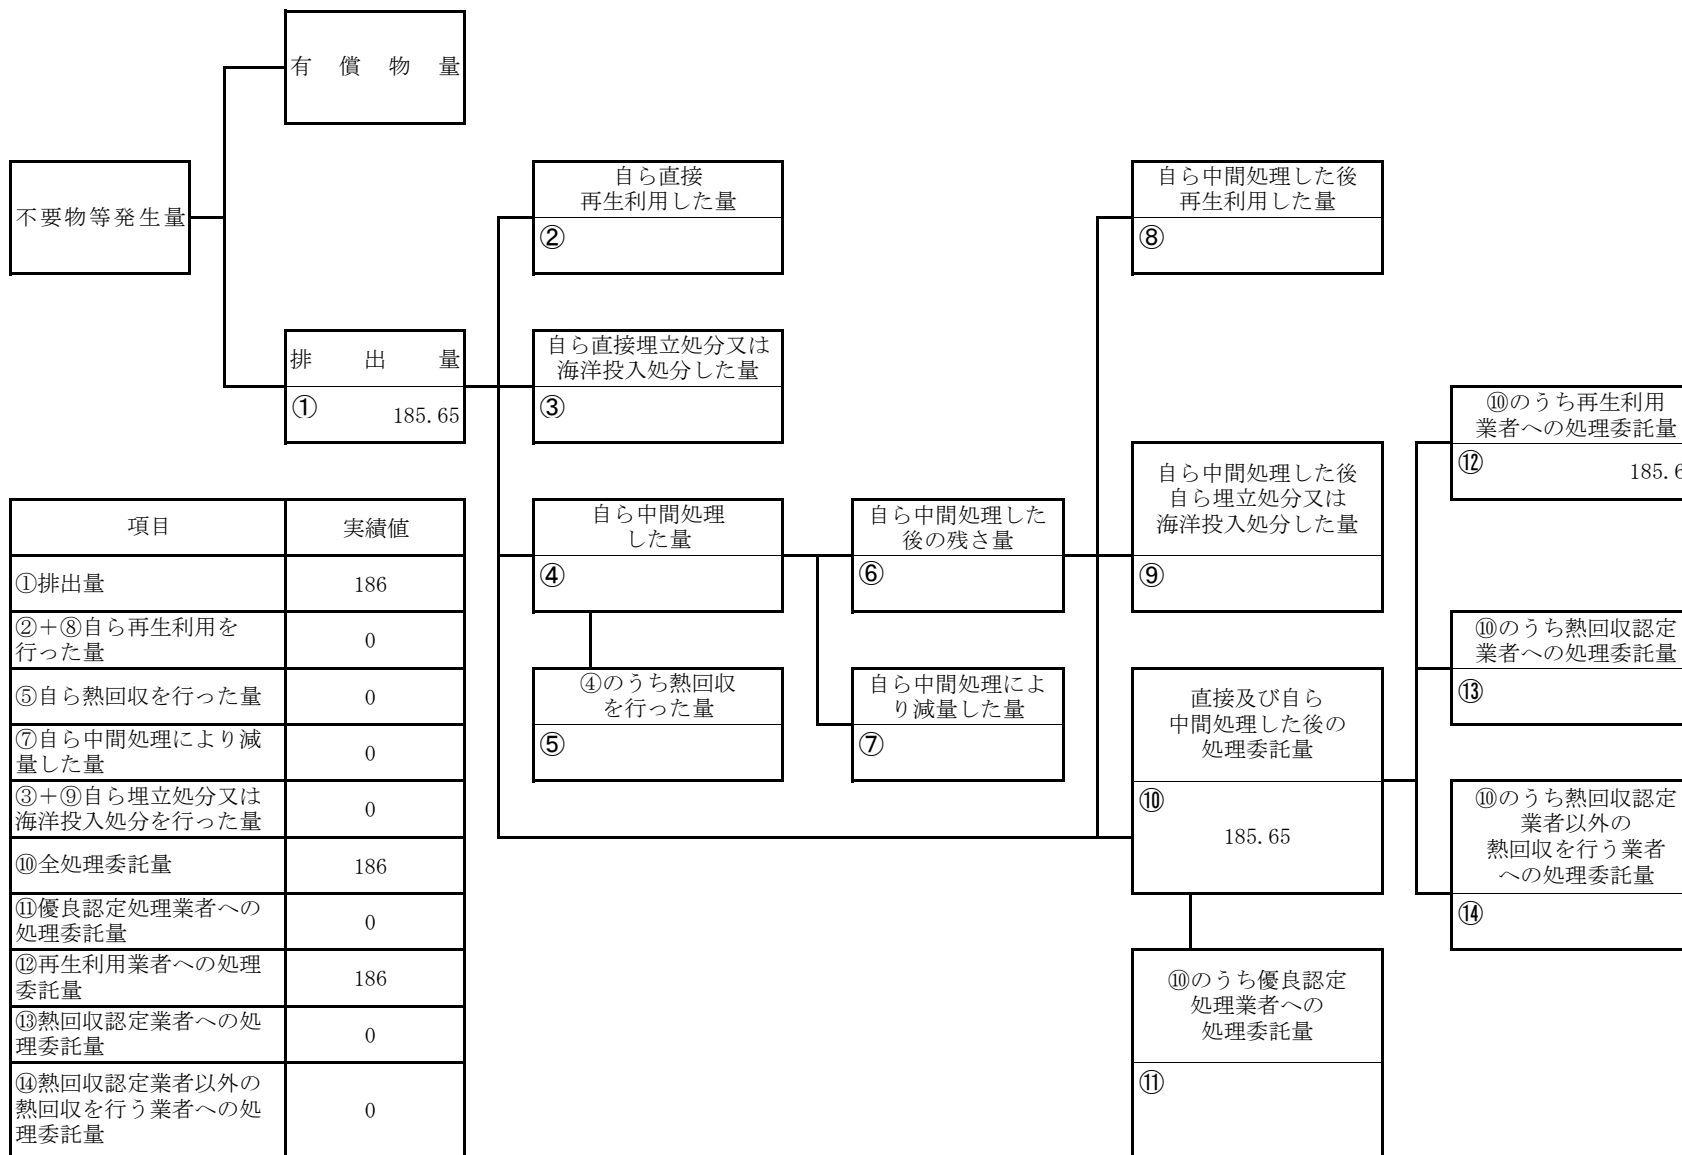 有償物量
不要物等発生量
排出量
① 185.65
自ら直接
再生利用した量
②
自ら直接埋立処分又は
海洋投入処分した量
③
自ら中間処理
した量
④
④のうち熱回収
を行った量
⑤
自ら中間処理した
後の残さ量
⑥
自ら中間処理によ
り減量した量
⑦
自ら中間処理した後
再生利用した量
⑧
自ら中間処理した後
自ら埋立処分又は
海洋投入処分した量
⑨
直接及び自ら
中間処理した後の
処理委託量
⑩
185.65
⑩のうち優良認定
処理業者への
処理委託量
⑪
⑩のうち再生利用
業者への処理委託量
⑫ 185.6
⑩のうち熱回収認定
業者への処理委託量
⑬
⑩のうち熱回収認定
業者以外の
熱回収を行う業者
への処理委託量
⑭
項目 実績値
①排出量 186
②+⑧自ら再生利用を
行った量 0
⑤自ら熱回収を行った量 0
⑦自ら中間処理により減
量した量 0
③+⑨自ら埋立処分又は
海洋投入処分を行った量 0
⑩全処理委託量 186
⑪優良認定処理業者への
処理委託量 0
⑫再生利用業者への処理
委託量 186
⑬熱回収認定業者への処
理委託量 0
⑭熱回収認定業者以外の
熱回収を行う業者への処
理委託量 0